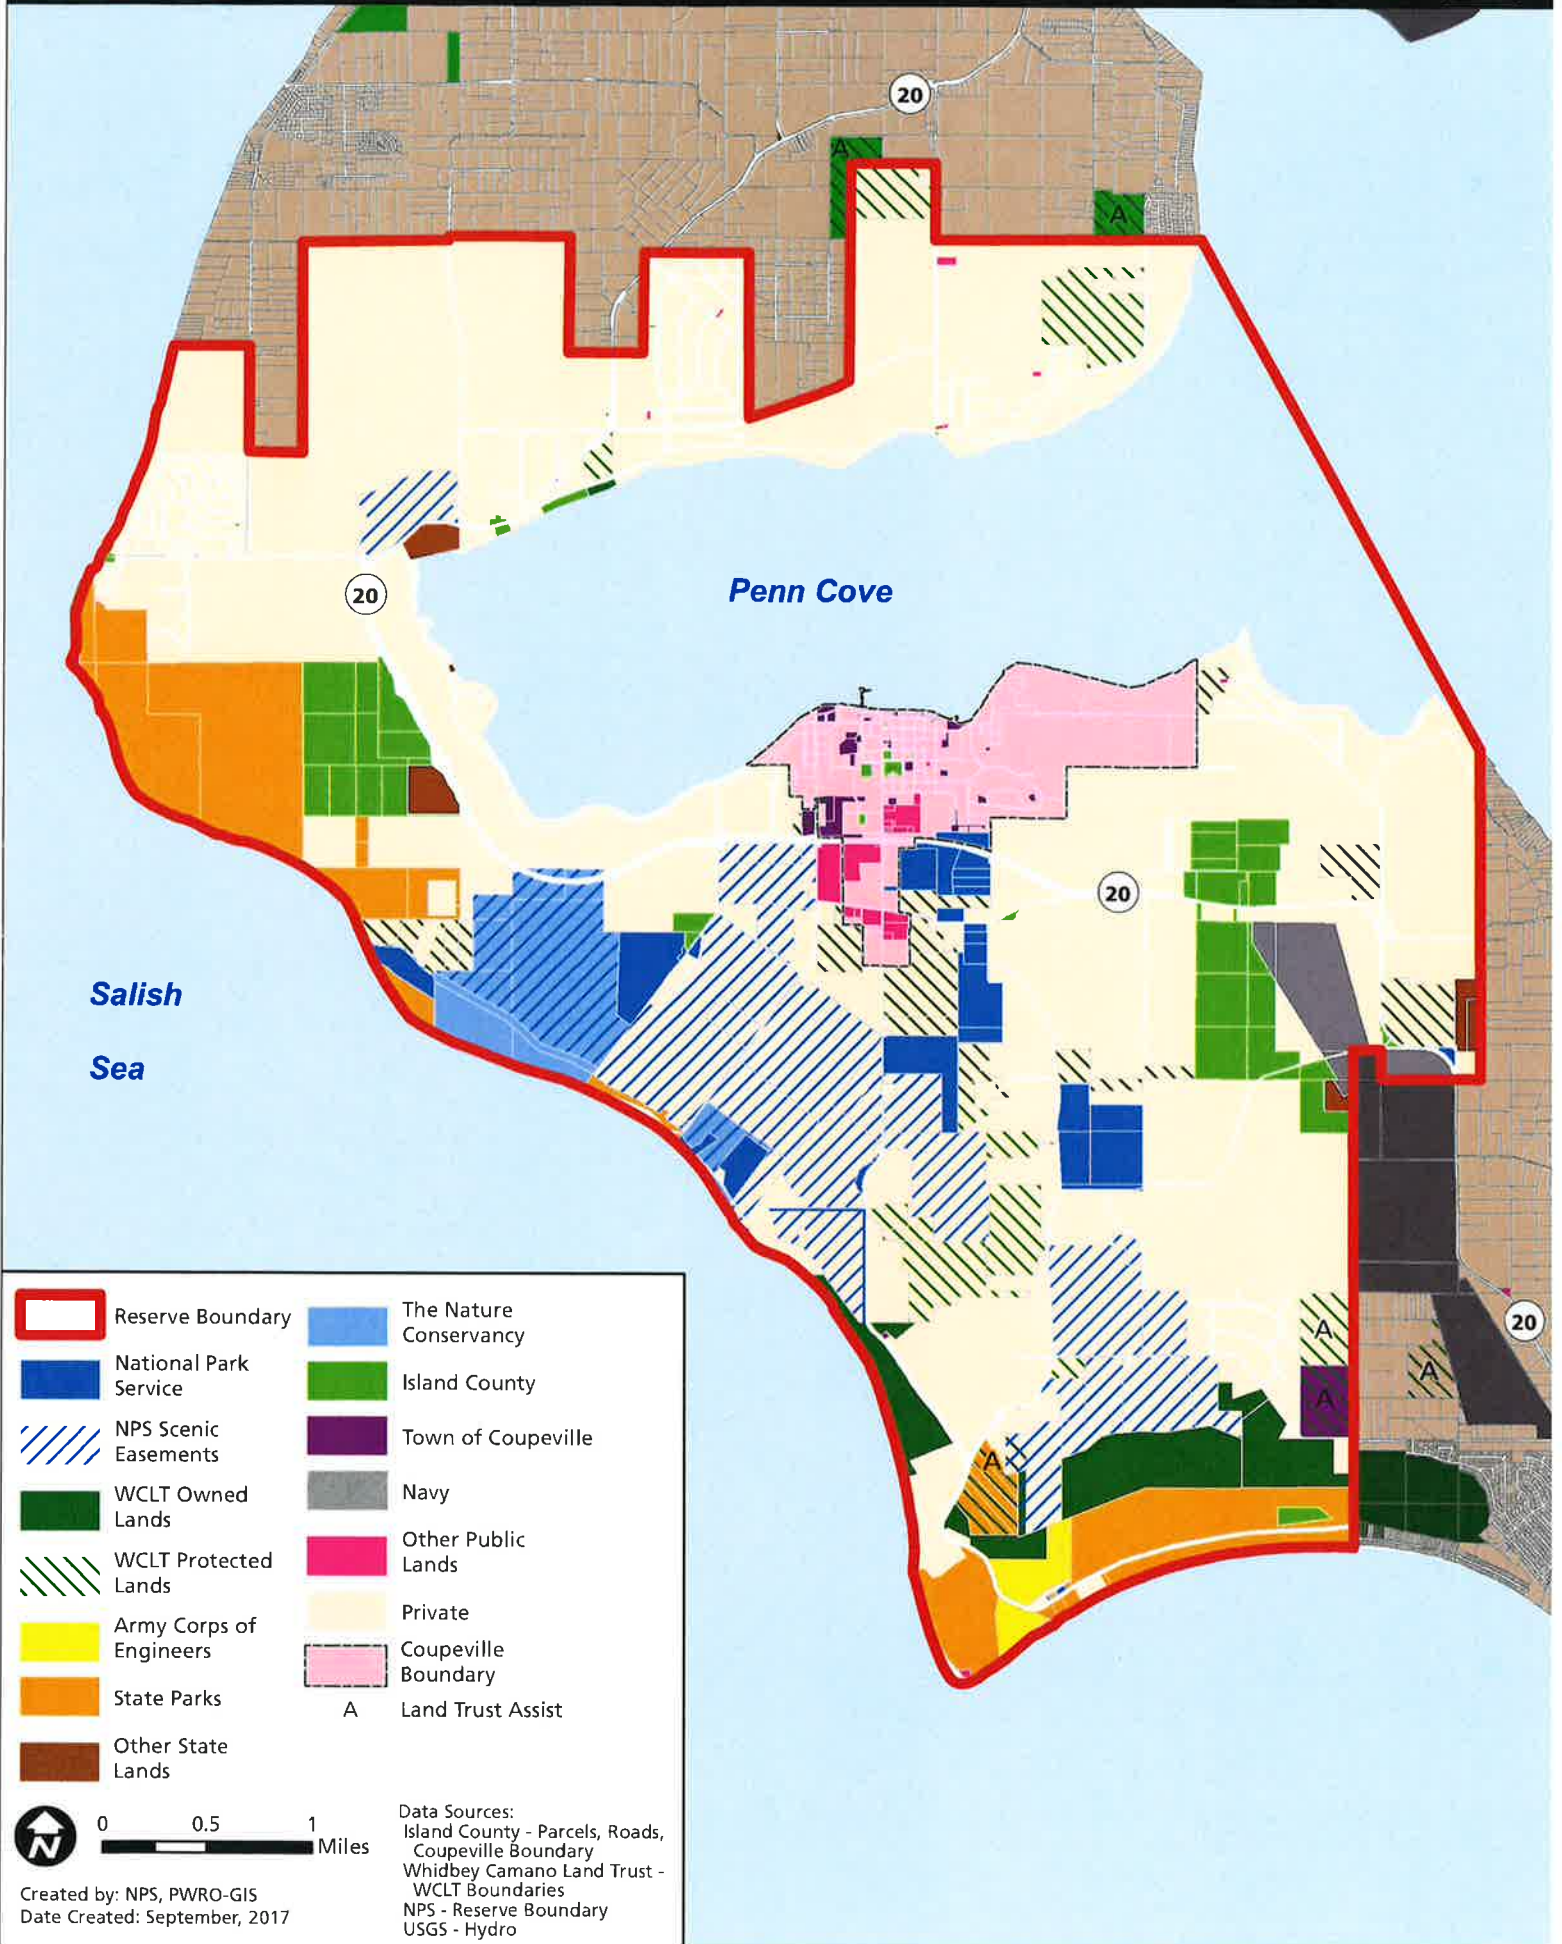 20
A
A
Penn Cove
20
20
Salish
Sea
A
20
A
A
A
Reserve Boundary
National Park
Service
NPS Scenic
Easements
WCLT Owned
Lands
WCLT Protected
Lands
Army Corps of
Engineers
State Parks
Other State
Lands
The Nature
Conservancy
Island County
Town of Coupeville
Navy
Other Public
Lands
Private
Coupeville
Boundary
A Land Trust Assist
N
0 0.5 1
Miles
Created by: NPS, PWRO-GIS
Date Created: September, 2017
Data Sources:
Island County - Parcels, Roads,
Coupeville Boundary
Whidbey Camano Land Trust -
WCLT Boundaries
NPS - Reserve Boundary
USGS - Hydro